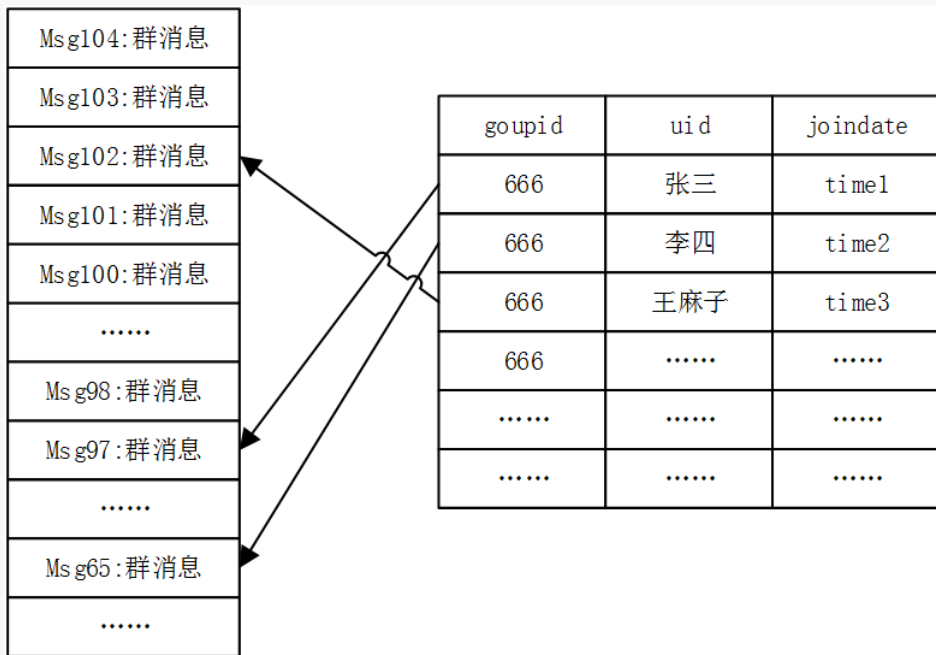 Msg104:群消息
Msg103:群消息
Msg102:群消息
Msg101:群消息
Msg100:群消息
……
Msg98:群消息
Msg97:群消息
……
Msg65:群消息
……
goupid uid joindate
666 张三 time1
666 李四 time2
666 王麻子 time3
666 …… ……
…… …… ……
…… …… ……